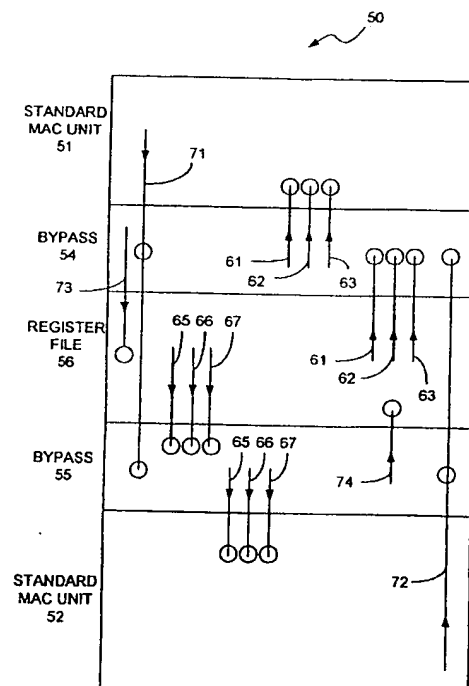 50
STANDARD
MAC UNIT
51
71
BYPASS
54
61
62
63
73
REGISTER
FILE
56
65
66
67
61
62
63
BYPASS
55
65
66
67
74
STANDARD
MAC UNIT
52
72